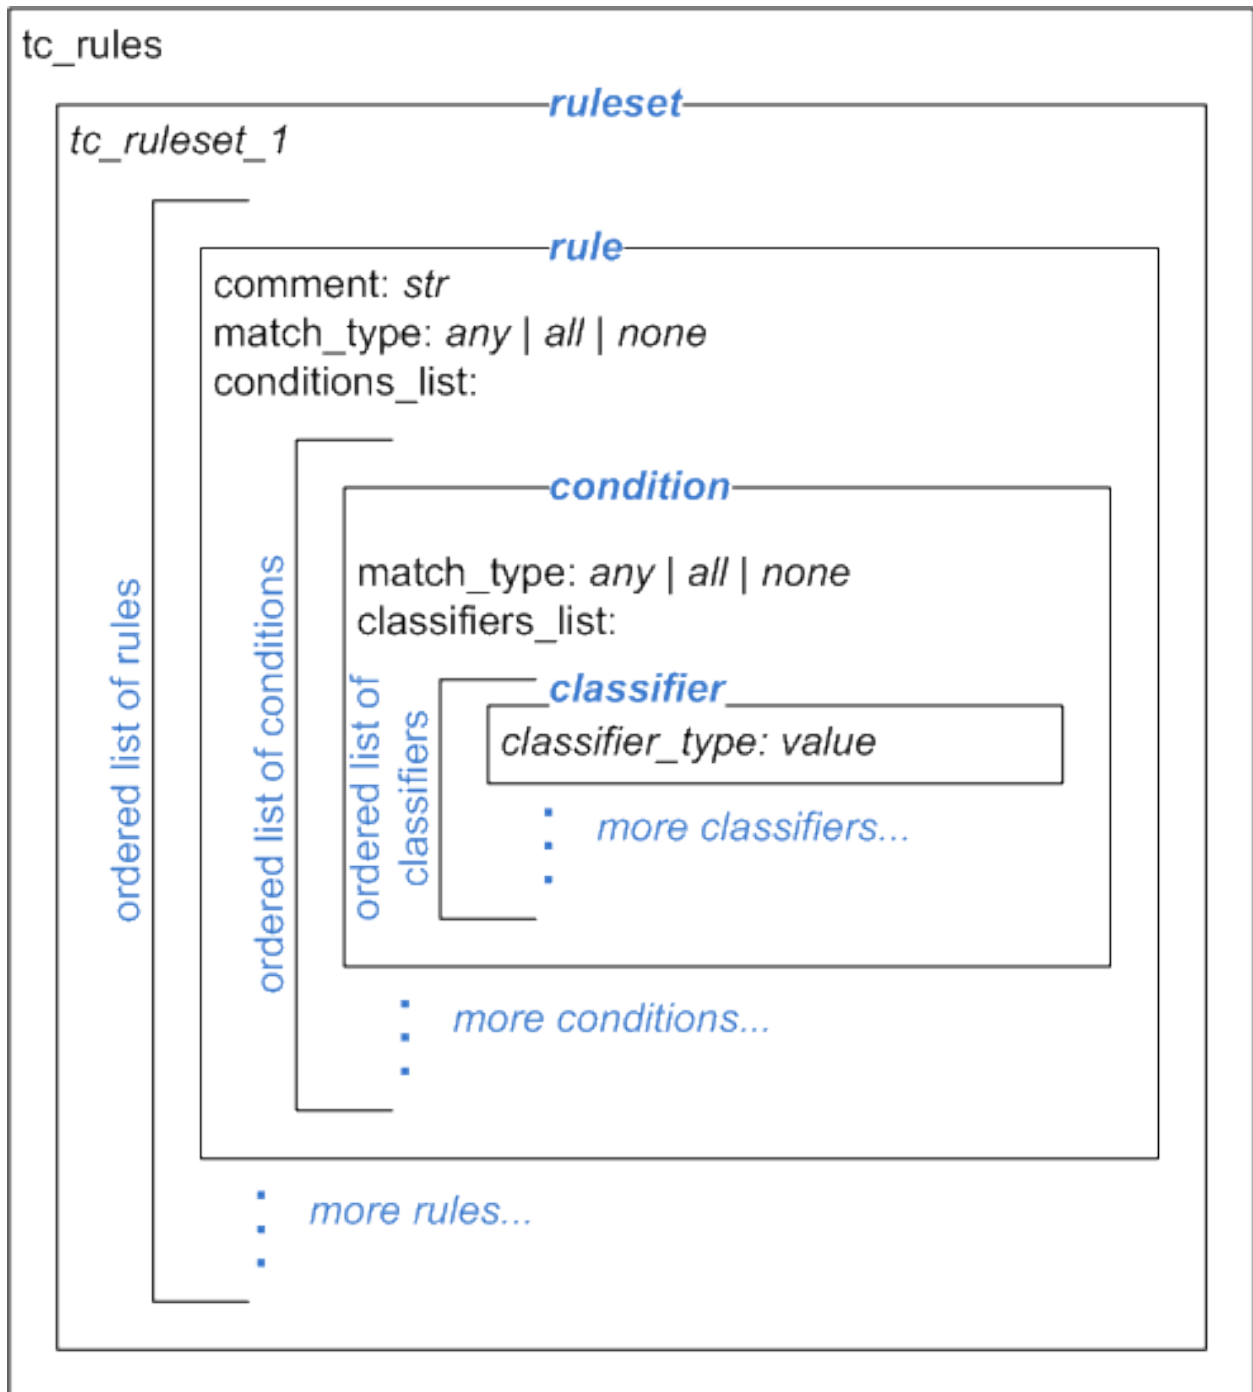 tc_rules
ruleset
tc_ruleset_1
rule
comment: str
match_type: any | all | none
conditions_list:
condition
match_type: any | all | none
classifiers_list:
classifier
classifier_type: value
more classifiers...
ordered list of
classifiers
more conditions...
ordered list of conditions
more rules...
ordered list of rules